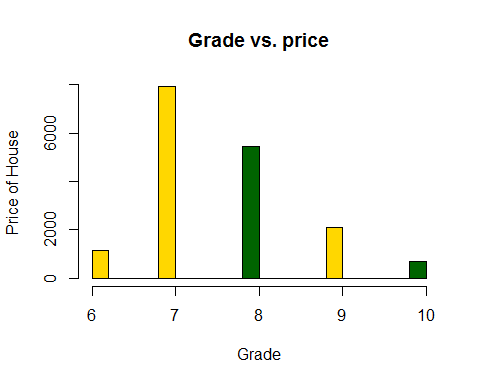 Grade vs. price
Price of House
6000
2000
0
6 7 8 9 10
Grade